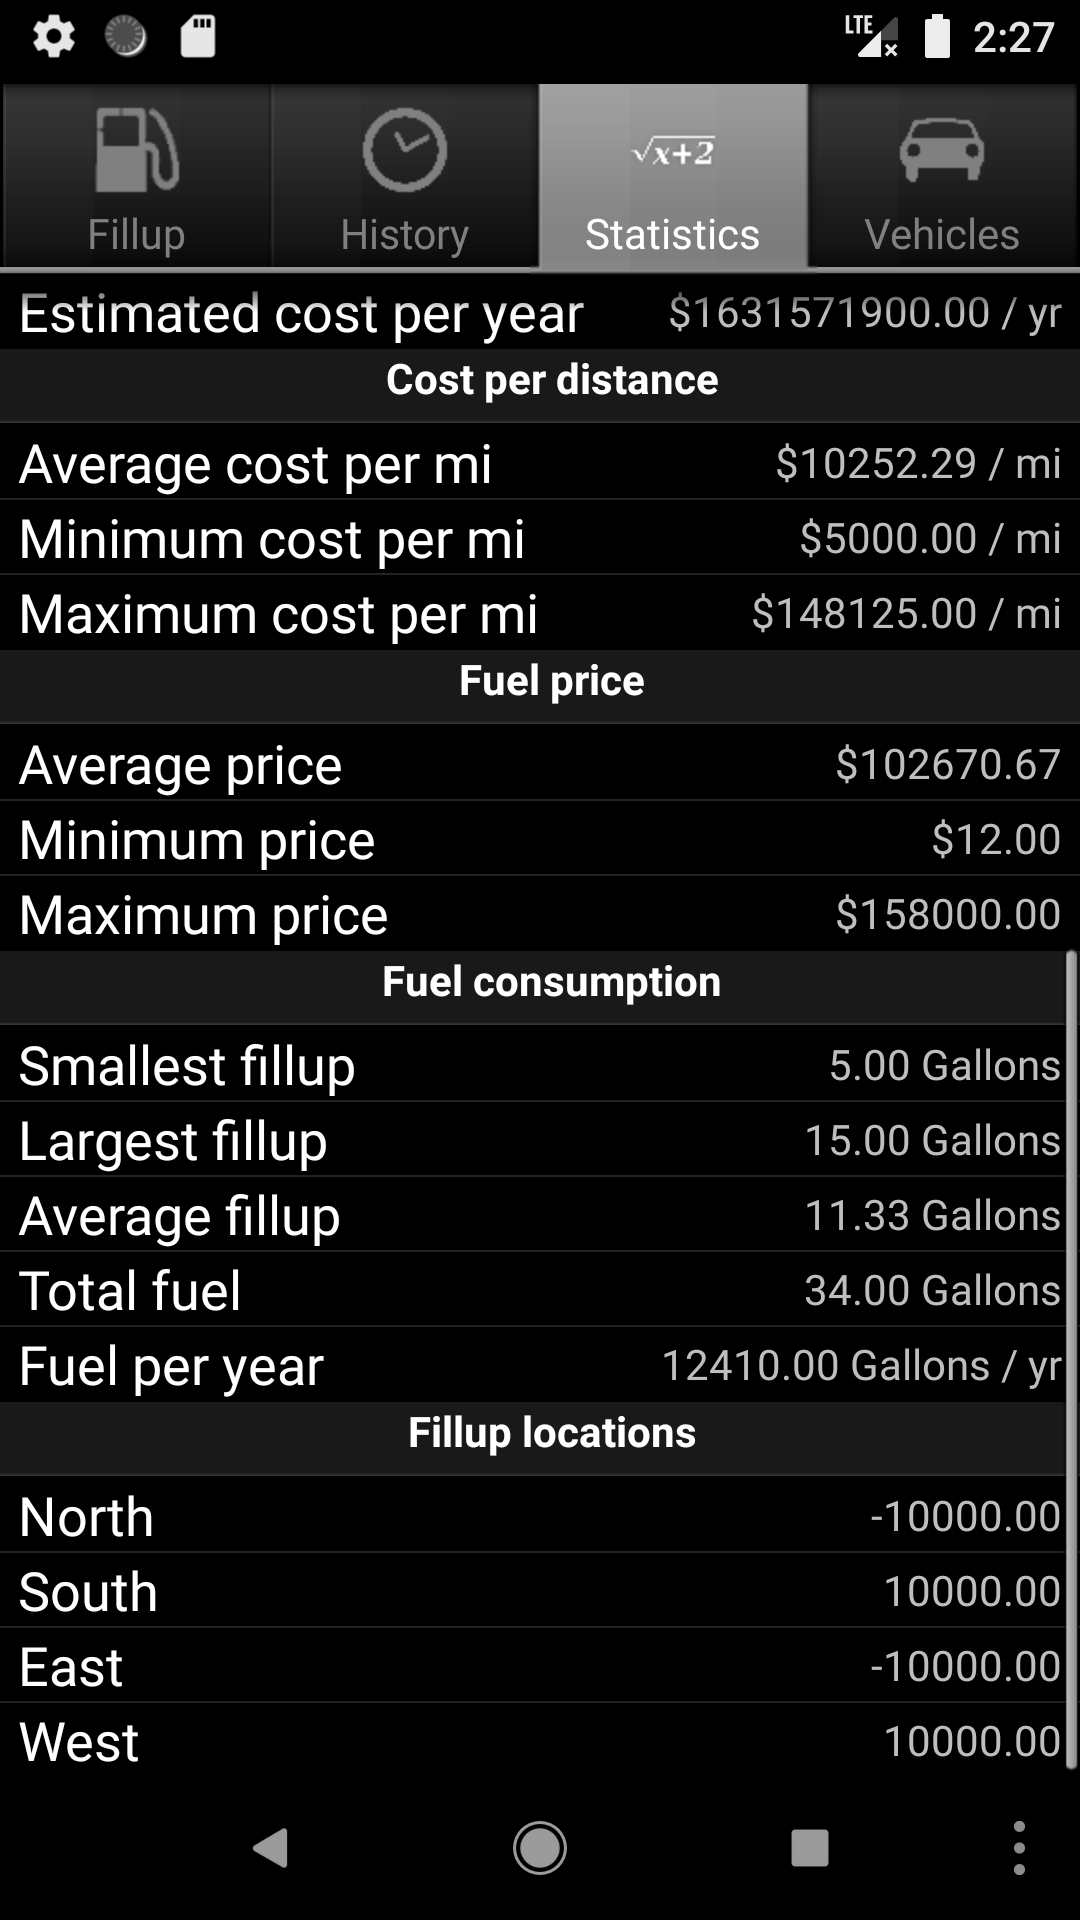 LTE 2:27
√x+2
Fillup History Statistics Vehicles
Estimated cost per year $1631571900.00 / yr
Cost per distance
Average cost per mi $10252.29 / mi
Minimum cost per mi $5000.00 / mi
Maximum cost per mi $148125.00 / mi
Fuel price
Average price $102670.67
Minimum price $12.00
Maximum price $158000.00
Fuel consumption
Smallest fillup 5.00 Gallons
Largest fillup 15.00 Gallons
Average fillup 11.33 Gallons
Total fuel 34.00 Gallons
Fuel per year 12410.00 Gallons / yr
Fillup locations
North -10000.00
South 10000.00
East -10000.00
West 10000.00